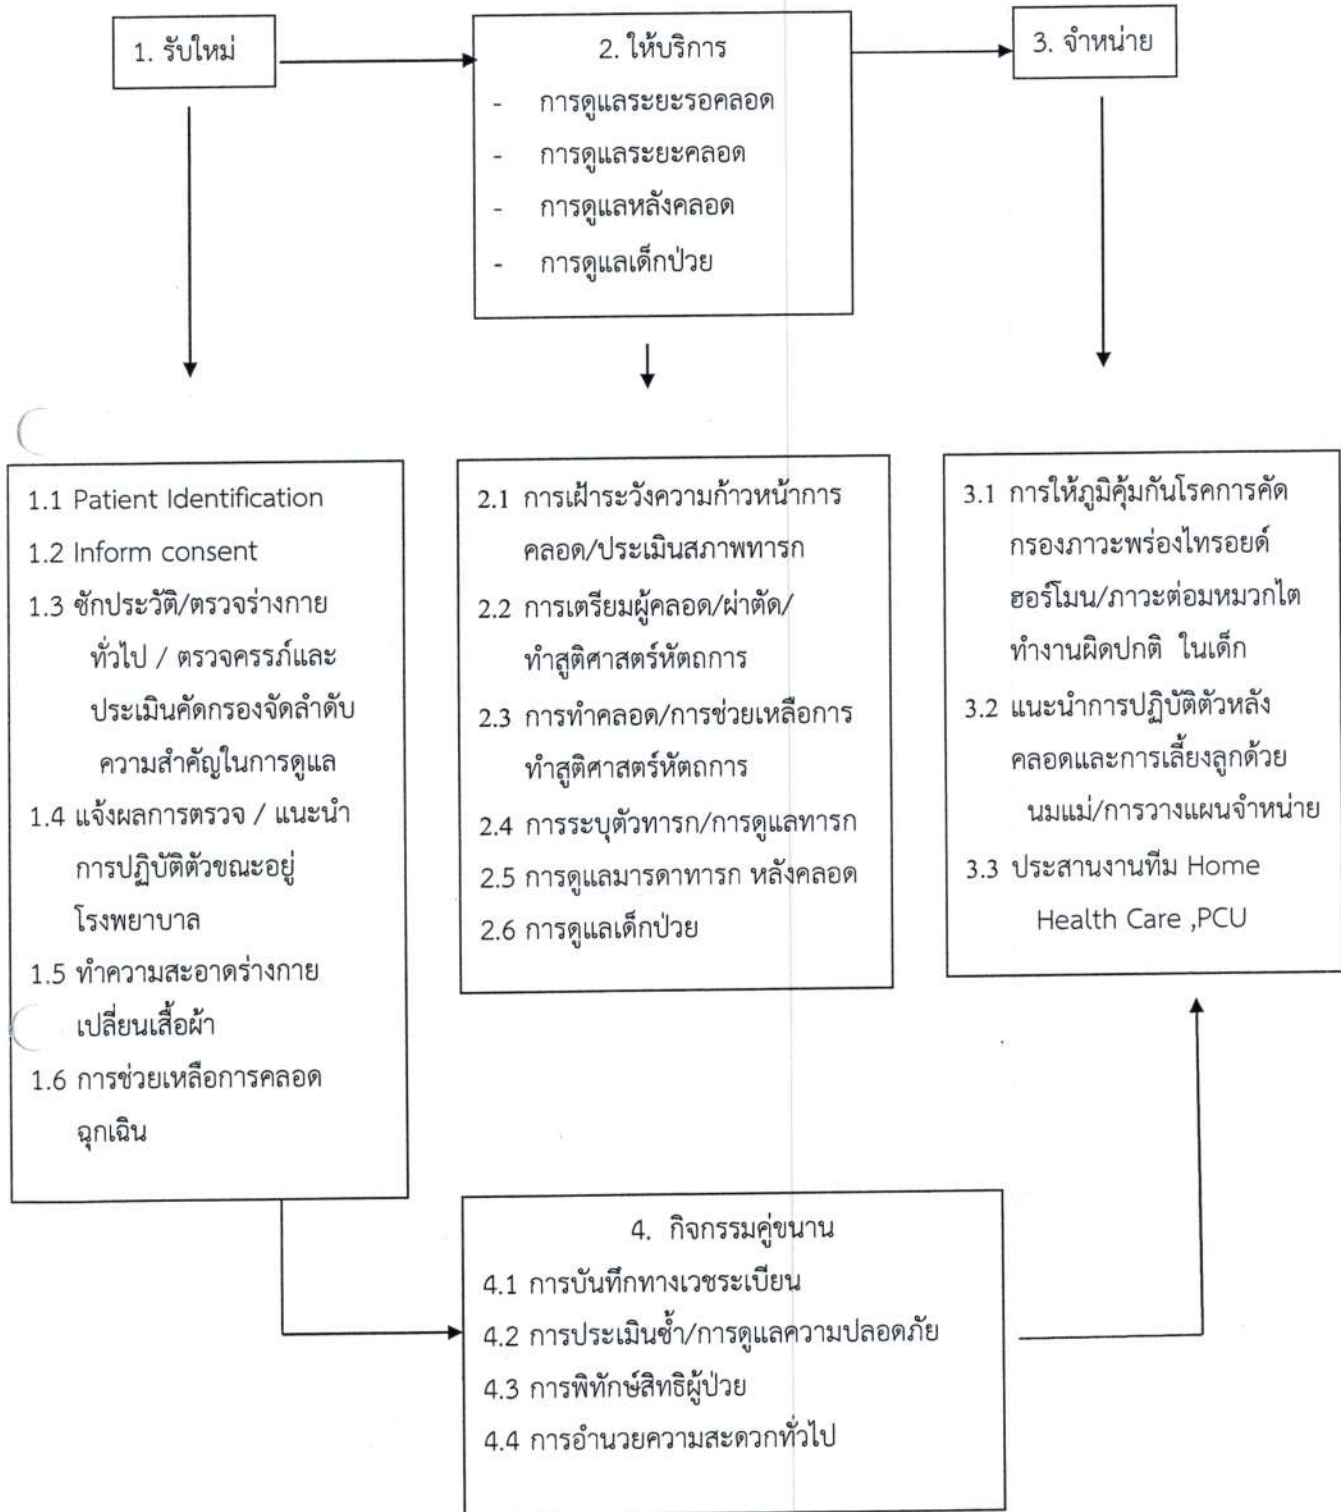 1. รับใหม่
2. ให้บริการ
- การดูแลระยะรอคลอด
- การดูแลระยะคลอด
- การดูแลหลังคลอด
- การดูแลเด็กป่วย
3. จำหน่าย
1.1 Patient Identification
1.2 Inform consent
1.3 ซักประวัติ/ตรวจร่างกาย
ทั่วไป / ตรวจครรภ์และ
ประเมินคัดกรองจัดลำดับ
ความสำคัญในการดูแล
1.4 แจ้งผลการตรวจ / แนะนำ
การปฏิบัติตัวขณะอยู่
โรงพยาบาล
1.5 ทำความสะอาดร่างกาย
เปลี่ยนเสื้อผ้า
1.6 การช่วยเหลือการคลอด
ฉุกเฉิน
2.1 การเฝ้าระวังความก้าวหน้าการ
คลอด/ประเมินสภาพทารก
2.2 การเตรียมผู้คลอด/ผ่าตัด/
ทำสูติศาสตร์หัตถการ
2.3 การทำคลอด/การช่วยเหลือการ
ทำสูติศาสตร์หัตถการ
2.4 การระบุตัวทารก/การดูแลทารก
2.5 การดูแลมารดาทารก หลังคลอด
2.6 การดูแลเด็กป่วย
3.1 การให้ภูมิคุ้มกันโรคการคัด
กรองภาวะพร่องไทรอยด์
ฮอร์โมน/ภาวะต่อมหมวกไต
ทำงานผิดปกติ ในเด็ก
3.2 แนะนำการปฏิบัติตัวหลัง
คลอดและการเลี้ยงลูกด้วย
นมแม่/การวางแผนจำหน่าย
3.3 ประสานงานทีม Home
Health Care ,PCU
4. กิจกรรมคู่ขนาน
4.1 การบันทึกทางเวชระเบียน
4.2 การประเมินซ้ำ/การดูแลความปลอดภัย
4.3 การพิทักษ์สิทธิผู้ป่วย
4.4 การอำนวยความสะดวกทั่วไป